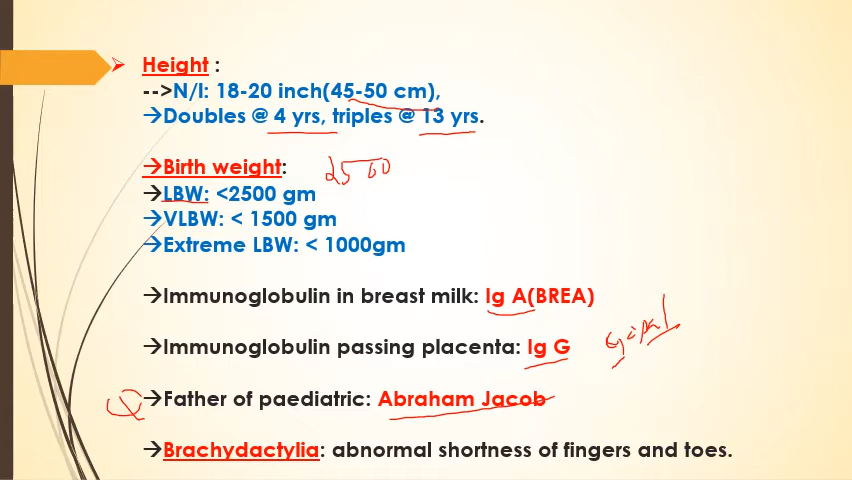 Height :
-->N/I: 18-20 inch(45-50 cm),
→Doubles @ 4 yrs, triples @ 13 yrs.
→Birth weight:
2500
→LBW: <2500 gm
→VLBW: < 1500 gm
→Extreme LBW: < 1000gm
→Immunoglobulin in breast milk: Ig A(BREA)
→Immunoglobulin passing placenta: Ig G
→Father of paediatric: Abraham Jacob
→Brachydactylia: abnormal shortness of fingers and toes.